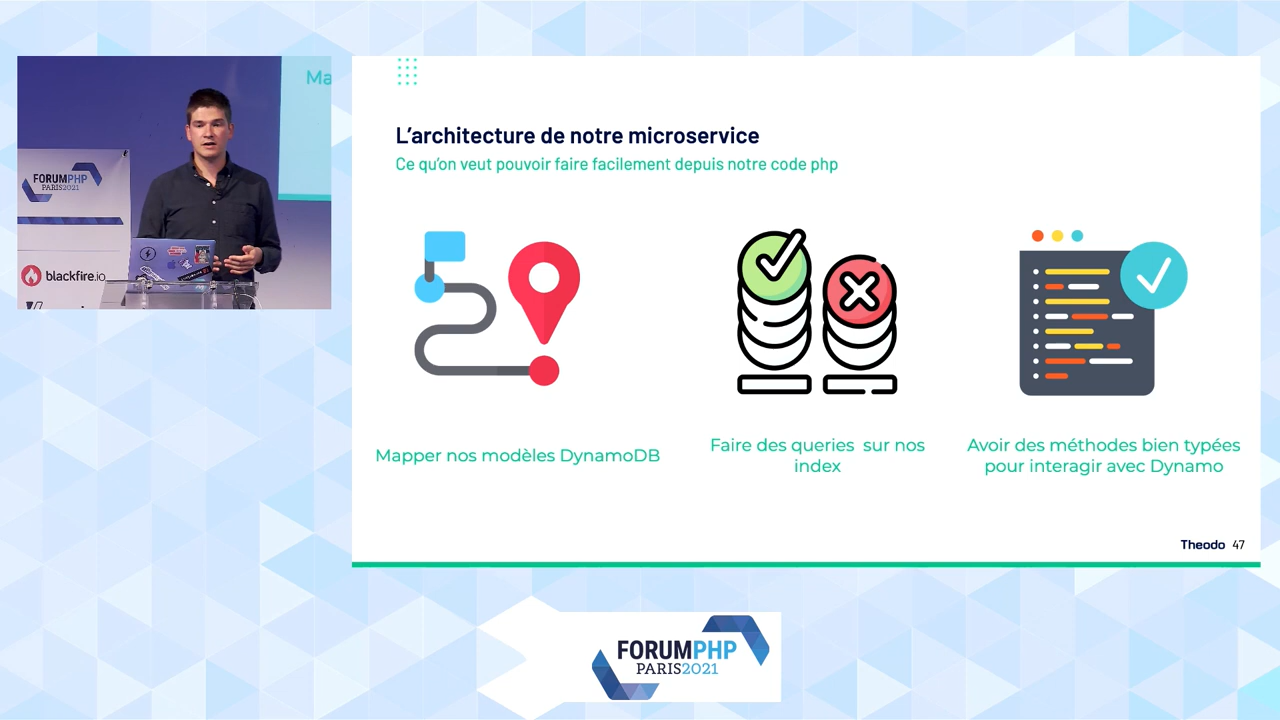 Ma
FORUMPHP
PARIS2021
blackfire.io
L’architecture de notre microservice
Ce qu’on veut pouvoir faire facilement depuis notre code php
Mapper nos modèles DynamoDB
Faire des queries sur nos
index
Avoir des méthodes bien typées
pour interagir avec Dynamo
Theodo 47
FORUMPHP
PARIS2021